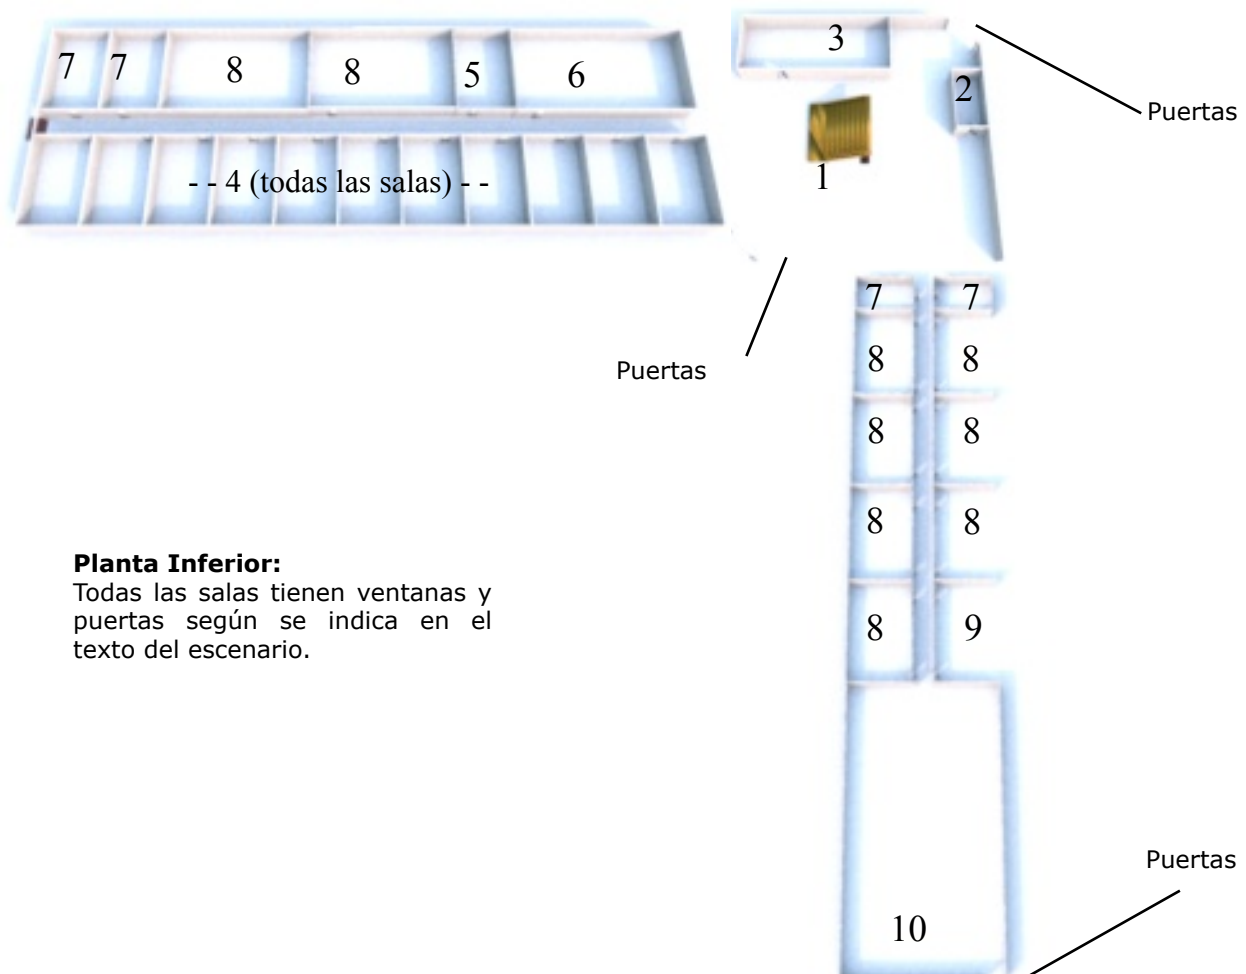 3
7 7 8 8 5 6
2
Puertas
- - 4 (todas las salas) - -
1
7 7
Puertas
8 8
8 8
8 8
Planta Inferior:
Todas las salas tienen ventanas y
puertas según se indica en el
texto del escenario.
8 9
Puertas
10